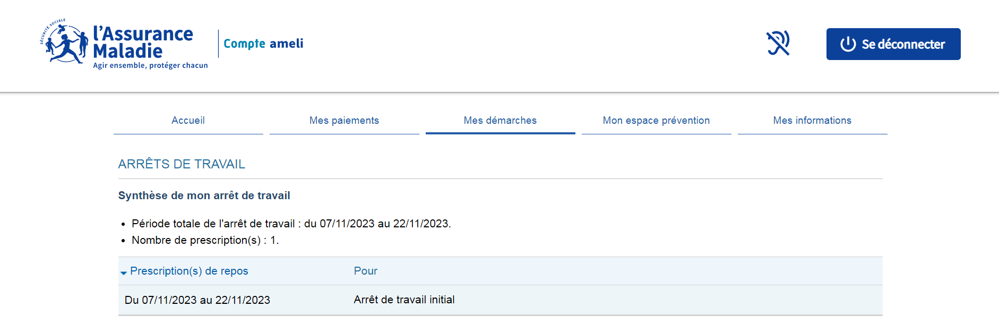 SÉCURITÉ SOCIALE
l'Assurance
Maladie
Agir ensemble, protéger chacun
Compte ameli
Se déconnecter
Accueil
Mes paiements
Mes démarches
Mon espace prévention
Mes informations
ARRÊTS DE TRAVAIL
Synthèse de mon arrêt de travail
• Période totale de l'arrêt de travail : du 07/11/2023 au 22/11/2023.
• Nombre de prescription(s) : 1.
Prescription(s) de repos
Pour
Du 07/11/2023 au 22/11/2023
Arrêt de travail initial